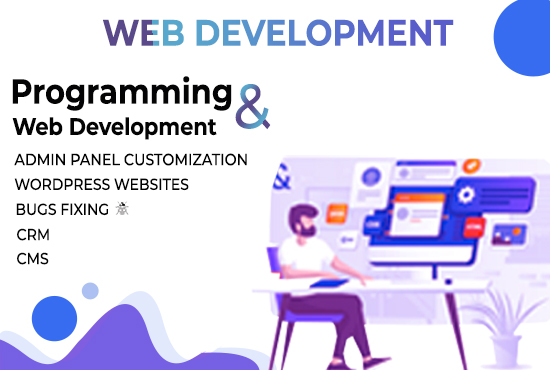 WEB DEVELOPMENT
Programming
&
Web Development
ADMIN PANEL CUSTOMIZATION
WORDPRESS WEBSITES
BUGS FIXING
CRM
CMS
&